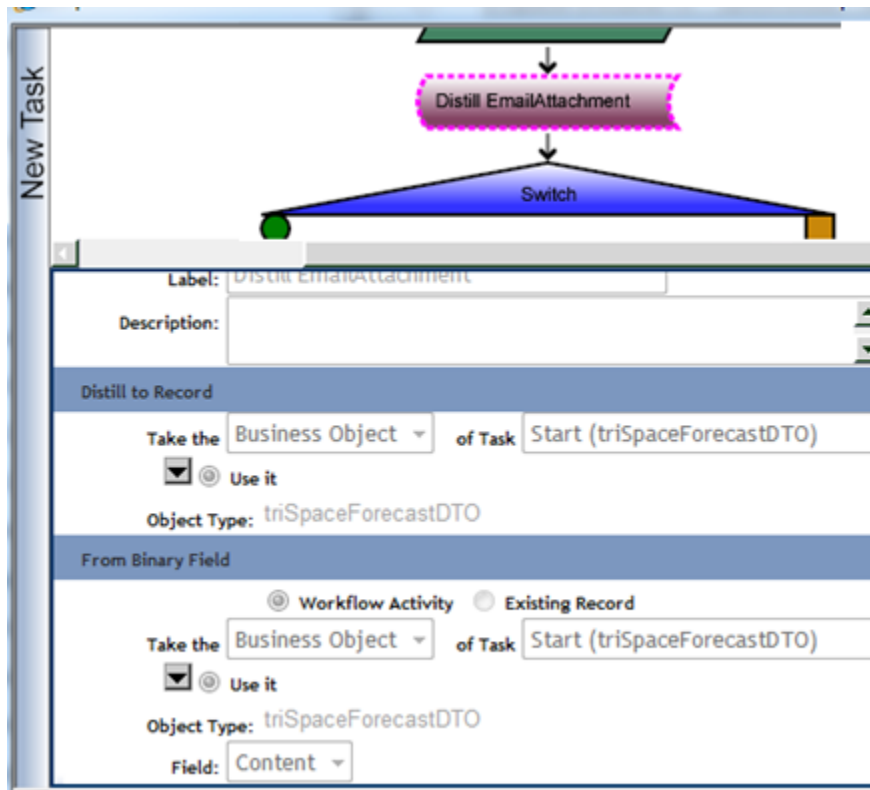 New Task
Distill EmailAttachment
Switch
Label: Distill EmailAttachment
Description:
Distill to Record
Take the Business Object of Task Start (triSpaceForecastDTO)
Use it
Object Type: triSpaceForecastDTO
From Binary Field
Workflow Activity Existing Record
Take the Business Object of Task Start (triSpaceForecastDTO)
Use it
Object Type: triSpaceForecastDTO
Field: Content